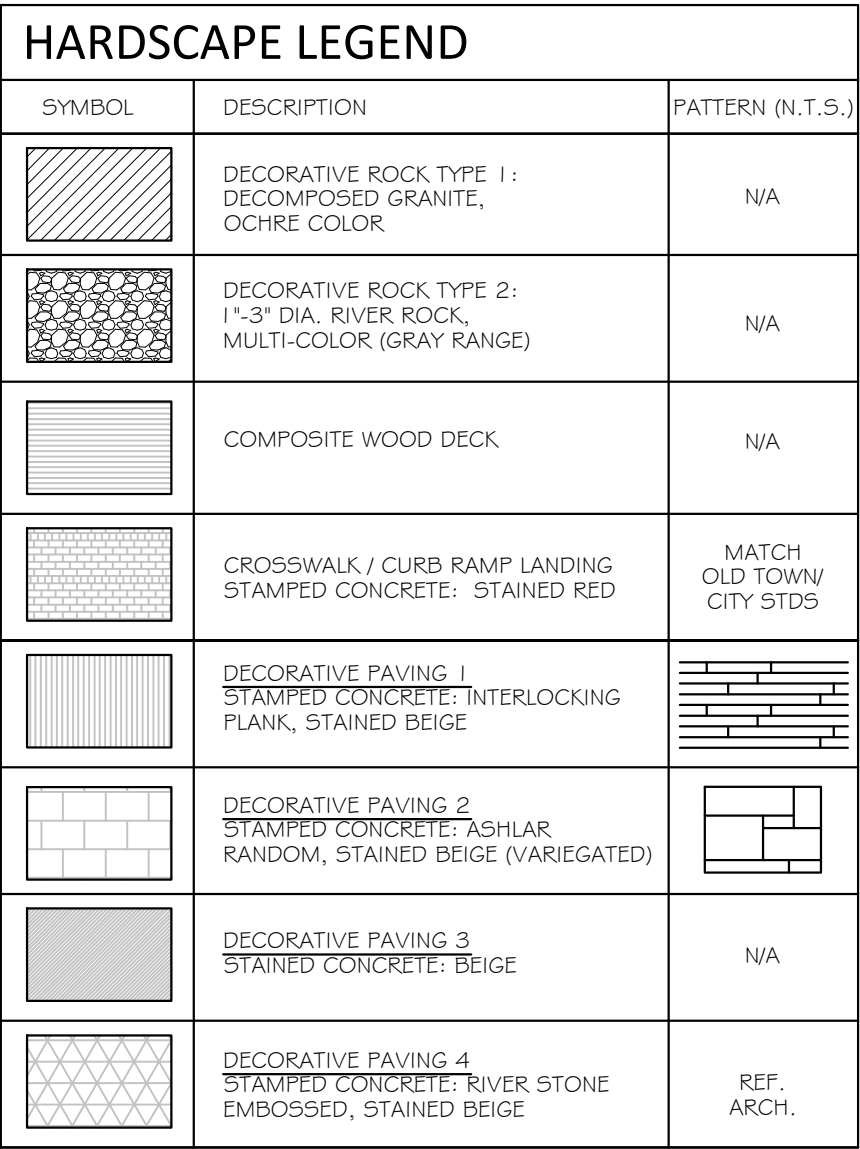 HARDSCAPE LEGEND
SYMBOL DESCRIPTION PATTERN (N.T.S.)
DECORATIVE ROCK TYPE 1:
DECOMPOSED GRANITE,
OCHRE COLOR
N/A
DECORATIVE ROCK TYPE 2:
1"-3" DIA. RIVER ROCK,
MULTI-COLOR (GRAY RANGE)
N/A
COMPOSITE WOOD DECK
N/A
CROSSWALK / CURB RAMP LANDING
STAMPED CONCRETE: STAINED RED
MATCH
OLD TOWN/
CITY STDS
DECORATIVE PAVING 1
STAMPED CONCRETE: INTERLOCKING
PLANK, STAINED BEIGE
DECORATIVE PAVING 2
STAMPED CONCRETE: ASHLAR
RANDOM, STAINED BEIGE (VARIEGATED)
DECORATIVE PAVING 3
STAINED CONCRETE: BEIGE
N/A
DECORATIVE PAVING 4
STAMPED CONCRETE: RIVER STONE
EMBOSSED, STAINED BEIGE
REF.
ARCH.